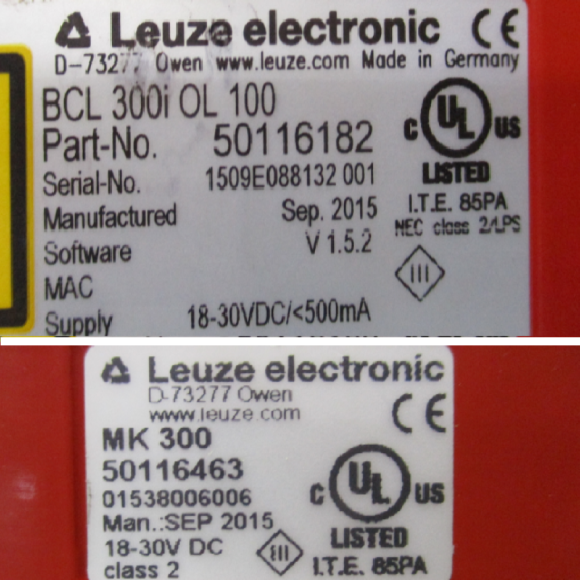 Leuze electronic CE
D-73277 Owen www.leuze.com Made in Germany
BCL 300i OL 100
Part-No. 50116182
Serial-No. 1509E088132 001
Manufactured Sep. 2015
Software V 1.5.2
MAC
Supply 18-30VDC/<500mA
C UL US
LISTED
I.T.E. 85PA
NEC class 2/LPS
III
Leuze electronic
D-73277 Owen
www.leuze.com
CE
MK 300
50116463
01538006006
Man.:SEP 2015
18-30V DC
class 2
III
C UL US
LISTED
I.T.E. 85PA